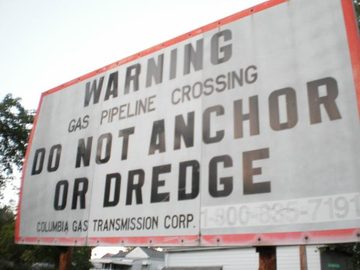 WARNING
GAS PIPELINE CROSSING
DO NOT ANCHOR
OR DREDGE
COLUMBIA GAS TRANSMISSION CORP. 1-800-835-7191